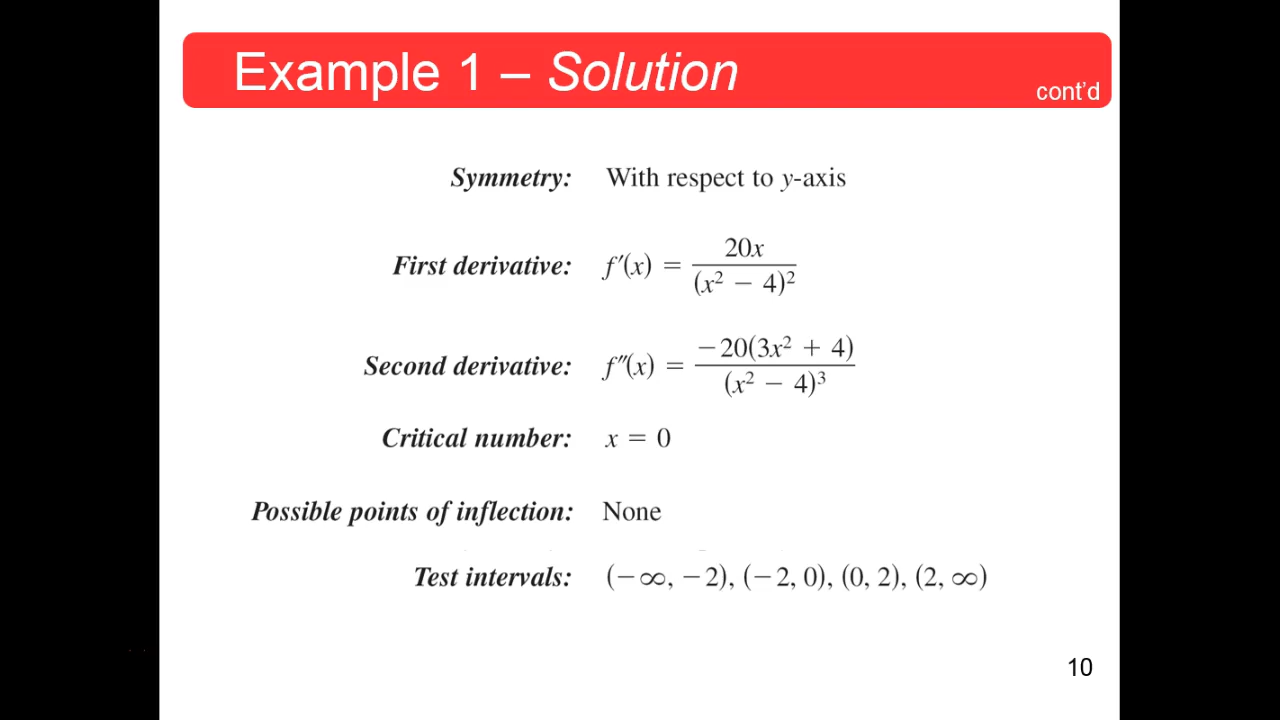 Example 1 – Solution
cont'd
Symmetry: With respect to y-axis
First derivative: f′(x) = 20x / (x² − 4)²
Second derivative: f″(x) = −20(3x² + 4) / (x² − 4)³
Critical number: x = 0
Possible points of inflection: None
Test intervals: (−∞, −2), (−2, 0), (0, 2), (2, ∞)
10